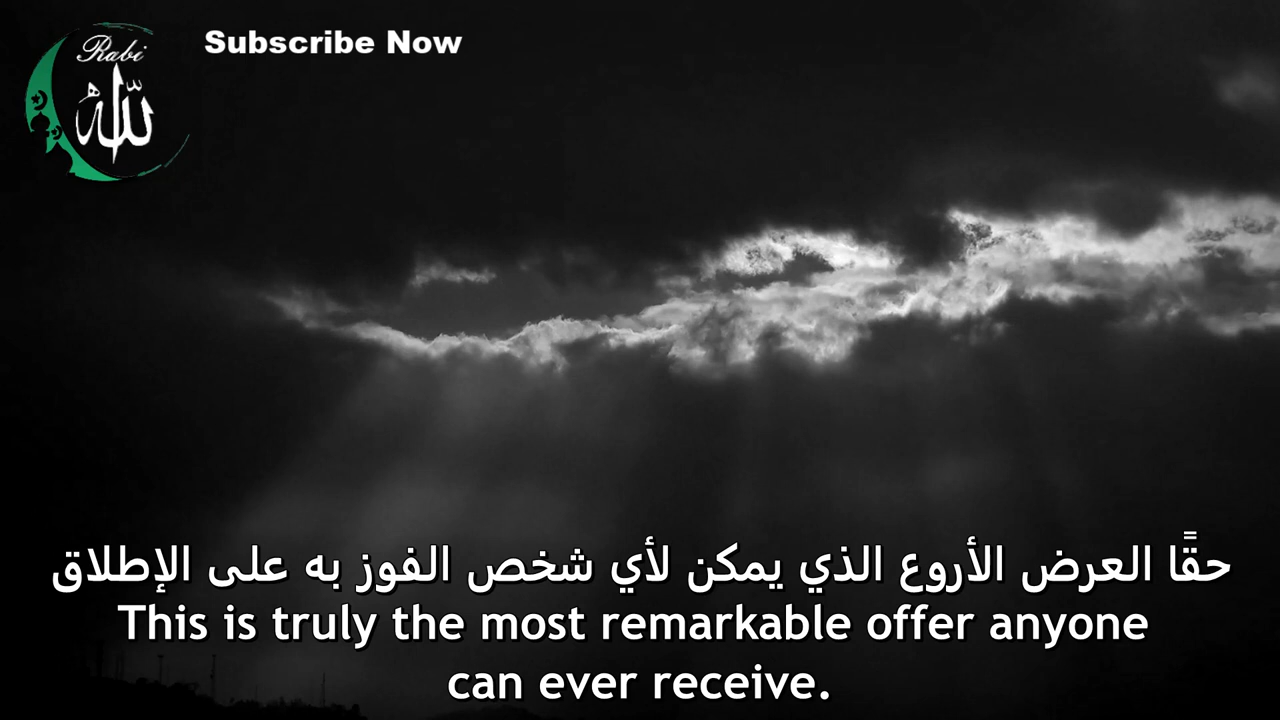 Subscribe Now
Rabi
الله
حقًا العرض الأروع الذي يمكن لأي شخص الفوز به على الإطلاق
This is truly the most remarkable offer anyone
can ever receive.